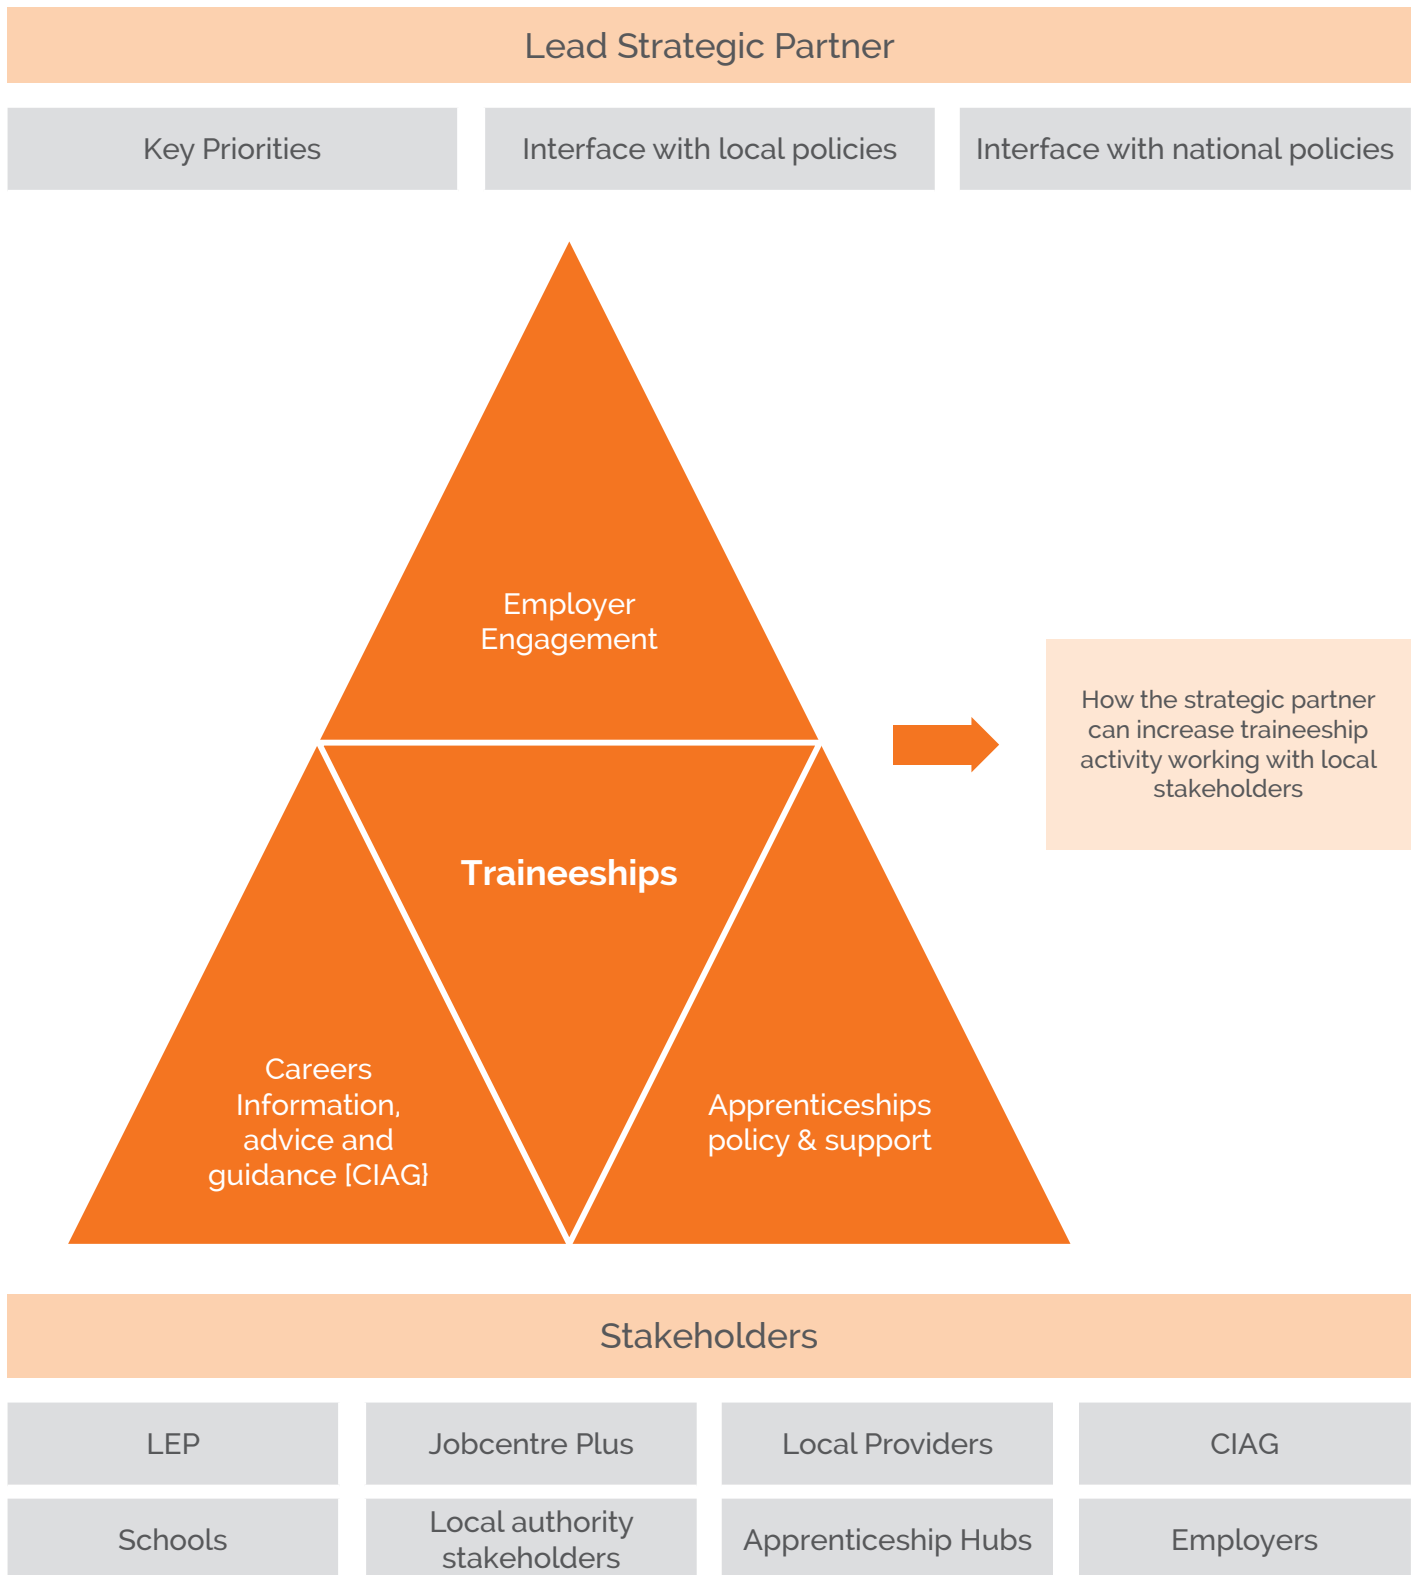 Lead Strategic Partner
Key Priorities
Interface with local policies
Interface with national policies
Employer
Engagement
How the strategic partner
can increase traineeship
activity working with local
stakeholders
Traineeships
Careers
Information,
advice and
guidance [CIAG}
Apprenticeships
policy & support
Stakeholders
LEP
Jobcentre Plus
Local Providers
CIAG
Schools
Local authority
stakeholders
Apprenticeship Hubs
Employers